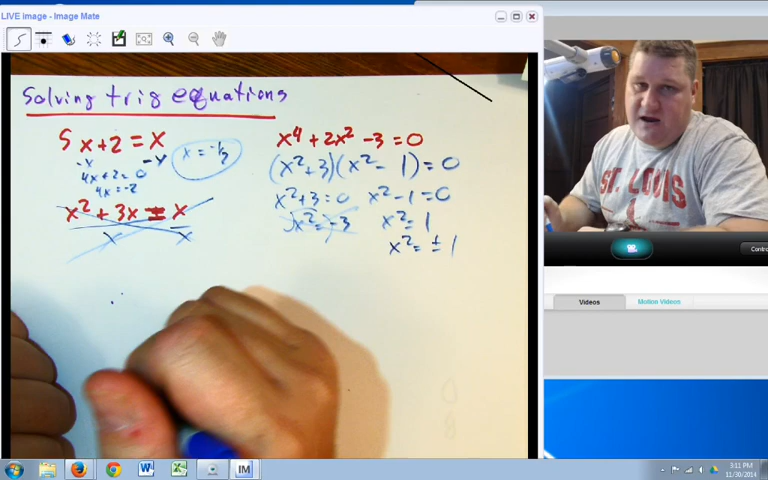 LIVE image - Image Mate
Solving trig equations
5x+2=x
-x -x
4x+2=0
4x=-2
x=-1/2
x²+3x=x
x x
x⁴+2x²-3=0
(x²+3)(x²-1)=0
x²+3=0 x²-1=0
x²=-3 x²=1
x²=±1
ST. LOUIS
Contro
Videos
Motion Videos
IM
3:11 PM
11/30/2014